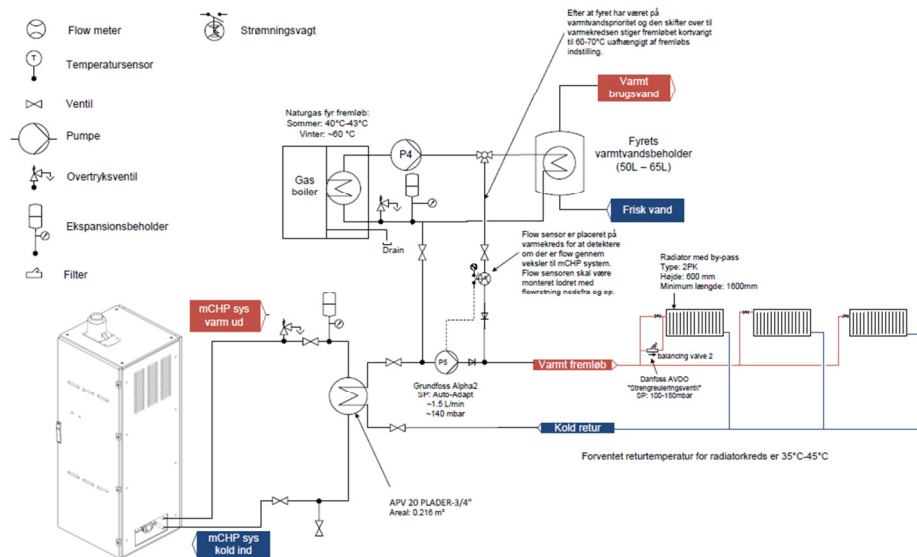 Flow meter
Strømningsvagt
T
Temperatursensor
Ventil
Pumpe
Overtryksventil
Ekspansionsbeholder
Filter
Efter at fyret har været på
varmtvandsprioritet og den skifter over til
varmekredsen stiger fremløbet kortvarigt
til 60-70°C uafhængigt af fremløbs
indstilling.
Naturgas fyr fremløb:
Sommer: 40°C-43°C
Vinter: ~60 °C
Gas
boiler
P4
Drain
Varmt
brugsvand
Fyrets
varmtvandsbeholder
(50L – 65L)
Frisk vand
Flow sensor er placeret på
varmekreds for at detektere
om der er flow gennem
veksler til mCHP system.
Flow sensoren skal være
monteret lodret med
flowretning nedefra og op.
Radiator med by-pass
Type: 2PK
Højde: 600 mm
Minimum længde: 1600mm
mCHP sys
varm ud
balancing valve 2
P5
Varmt fremløb
Danfoss AVDO
"Strengreuleringsventil"
SP: 100-150mbar
Grundfoss Alpha2
SP: Auto-Adapt
~1.5 L/min
~140 mbar
Kold retur
Forventet returtemperatur for radiatorkreds er 35°C-45°C
APV 20 PLADER-3/4"
Areal: 0.216 m²
mCHP sys
kold ind